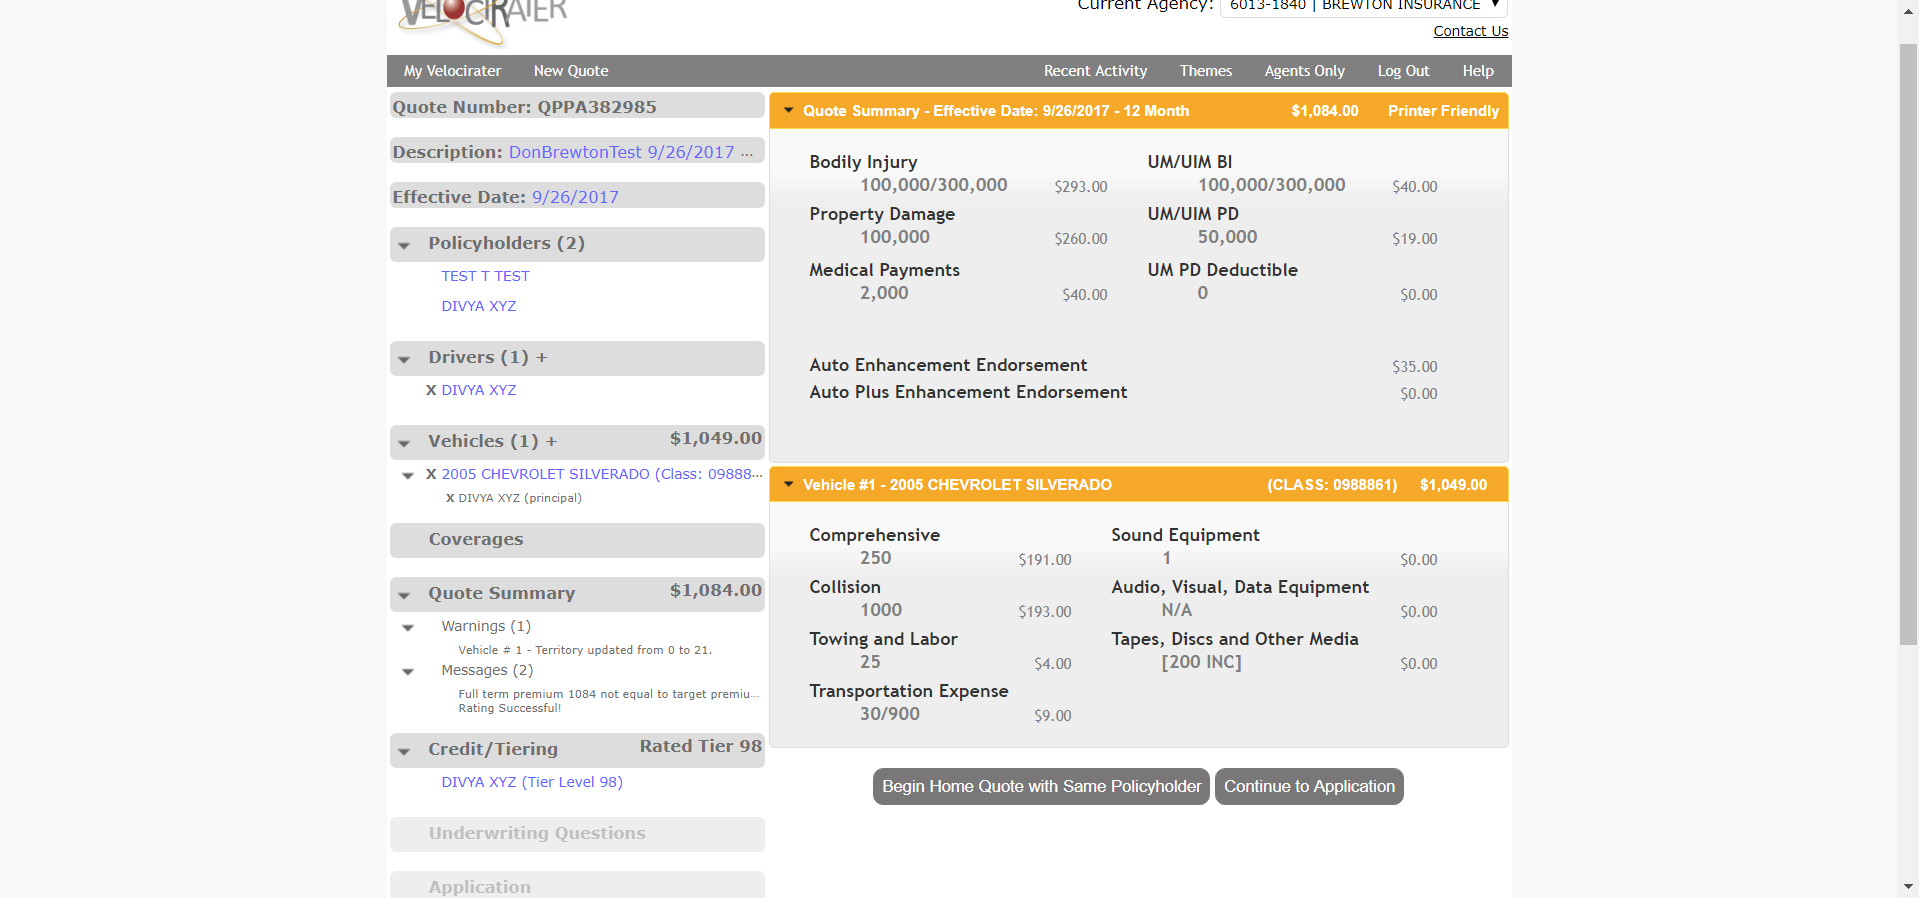 VELOCIRATER
Current Agency: 6013-1840 | BREWTON INSURANCE
Contact Us
My Velocirater New Quote Recent Activity Themes Agents Only Log Out Help
Quote Number: QPPA382985
Description: DonBrewtonTest 9/26/2017 ...
Effective Date: 9/26/2017
Policyholders (2)
TEST T TEST
DIVYA XYZ
Drivers (1) +
X DIVYA XYZ
Vehicles (1) + $1,049.00
X 2005 CHEVROLET SILVERADO (Class: 09888...
X DIVYA XYZ (principal)
Coverages
Quote Summary $1,084.00
Warnings (1)
Vehicle # 1 - Territory updated from 0 to 21.
Messages (2)
Full term premium 1084 not equal to target premiu...
Rating Successful!
Credit/Tiering Rated Tier 98
DIVYA XYZ (Tier Level 98)
Underwriting Questions
Application
Quote Summary - Effective Date: 9/26/2017 - 12 Month $1,084.00 Printer Friendly
Bodily Injury UM/UIM BI
100,000/300,000 $293.00 100,000/300,000 $40.00
Property Damage UM/UIM PD
100,000 $260.00 50,000 $19.00
Medical Payments UM PD Deductible
2,000 $40.00 0 $0.00
Auto Enhancement Endorsement $35.00
Auto Plus Enhancement Endorsement $0.00
Vehicle #1 - 2005 CHEVROLET SILVERADO (CLASS: 0988861) $1,049.00
Comprehensive Sound Equipment
250 $191.00 1 $0.00
Collision Audio, Visual, Data Equipment
1000 $193.00 N/A $0.00
Towing and Labor Tapes, Discs and Other Media
25 $4.00 [200 INC] $0.00
Transportation Expense
30/900 $9.00
Begin Home Quote with Same Policyholder Continue to Application